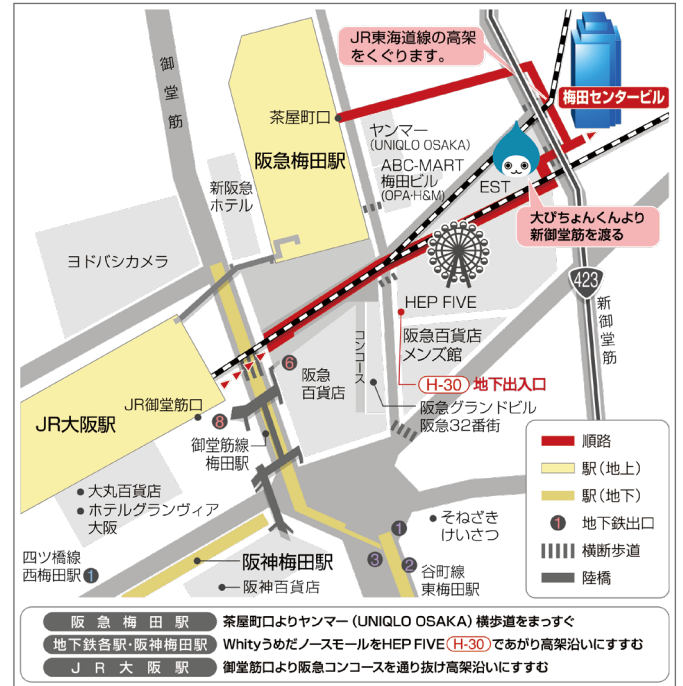 JR東海道線の高架
をくぐります。
御堂筋
梅田センタービル
茶屋町口
ヤンマー
(UNIQLO OSAKA)
阪急梅田駅
ABC-MART
梅田ビル
(OPA・H&M)
EST
新阪急
ホテル
大ぴちょんくんより
新御堂筋を渡る
ヨドバシカメラ
423
新御堂筋
HEP FIVE
コンコース
阪急百貨店
メンズ館
6
阪急
百貨店
H-30 地下出入口
JR御堂筋口
8
阪急グランドビル
阪急32番街
JR大阪駅
御堂筋線
梅田駅
順路
駅(地上)
駅(地下)
1 地下鉄出口
横断歩道
陸橋
大丸百貨店
ホテルグランヴィア
大阪
そねざき
けいさつ
1
四ツ橋線
西梅田駅 1
阪神梅田駅
3
2
阪神百貨店
谷町線
東梅田駅
阪急梅田駅 茶屋町口よりヤンマー(UNIQLO OSAKA)横歩道をまっすぐ
地下鉄各駅・阪神梅田駅 WhityうめだノースモールをHEP FIVE H-30 であがり高架沿いにすすむ
JR大阪駅 御堂筋口より阪急コンコースを通り抜け高架沿いにすすむ